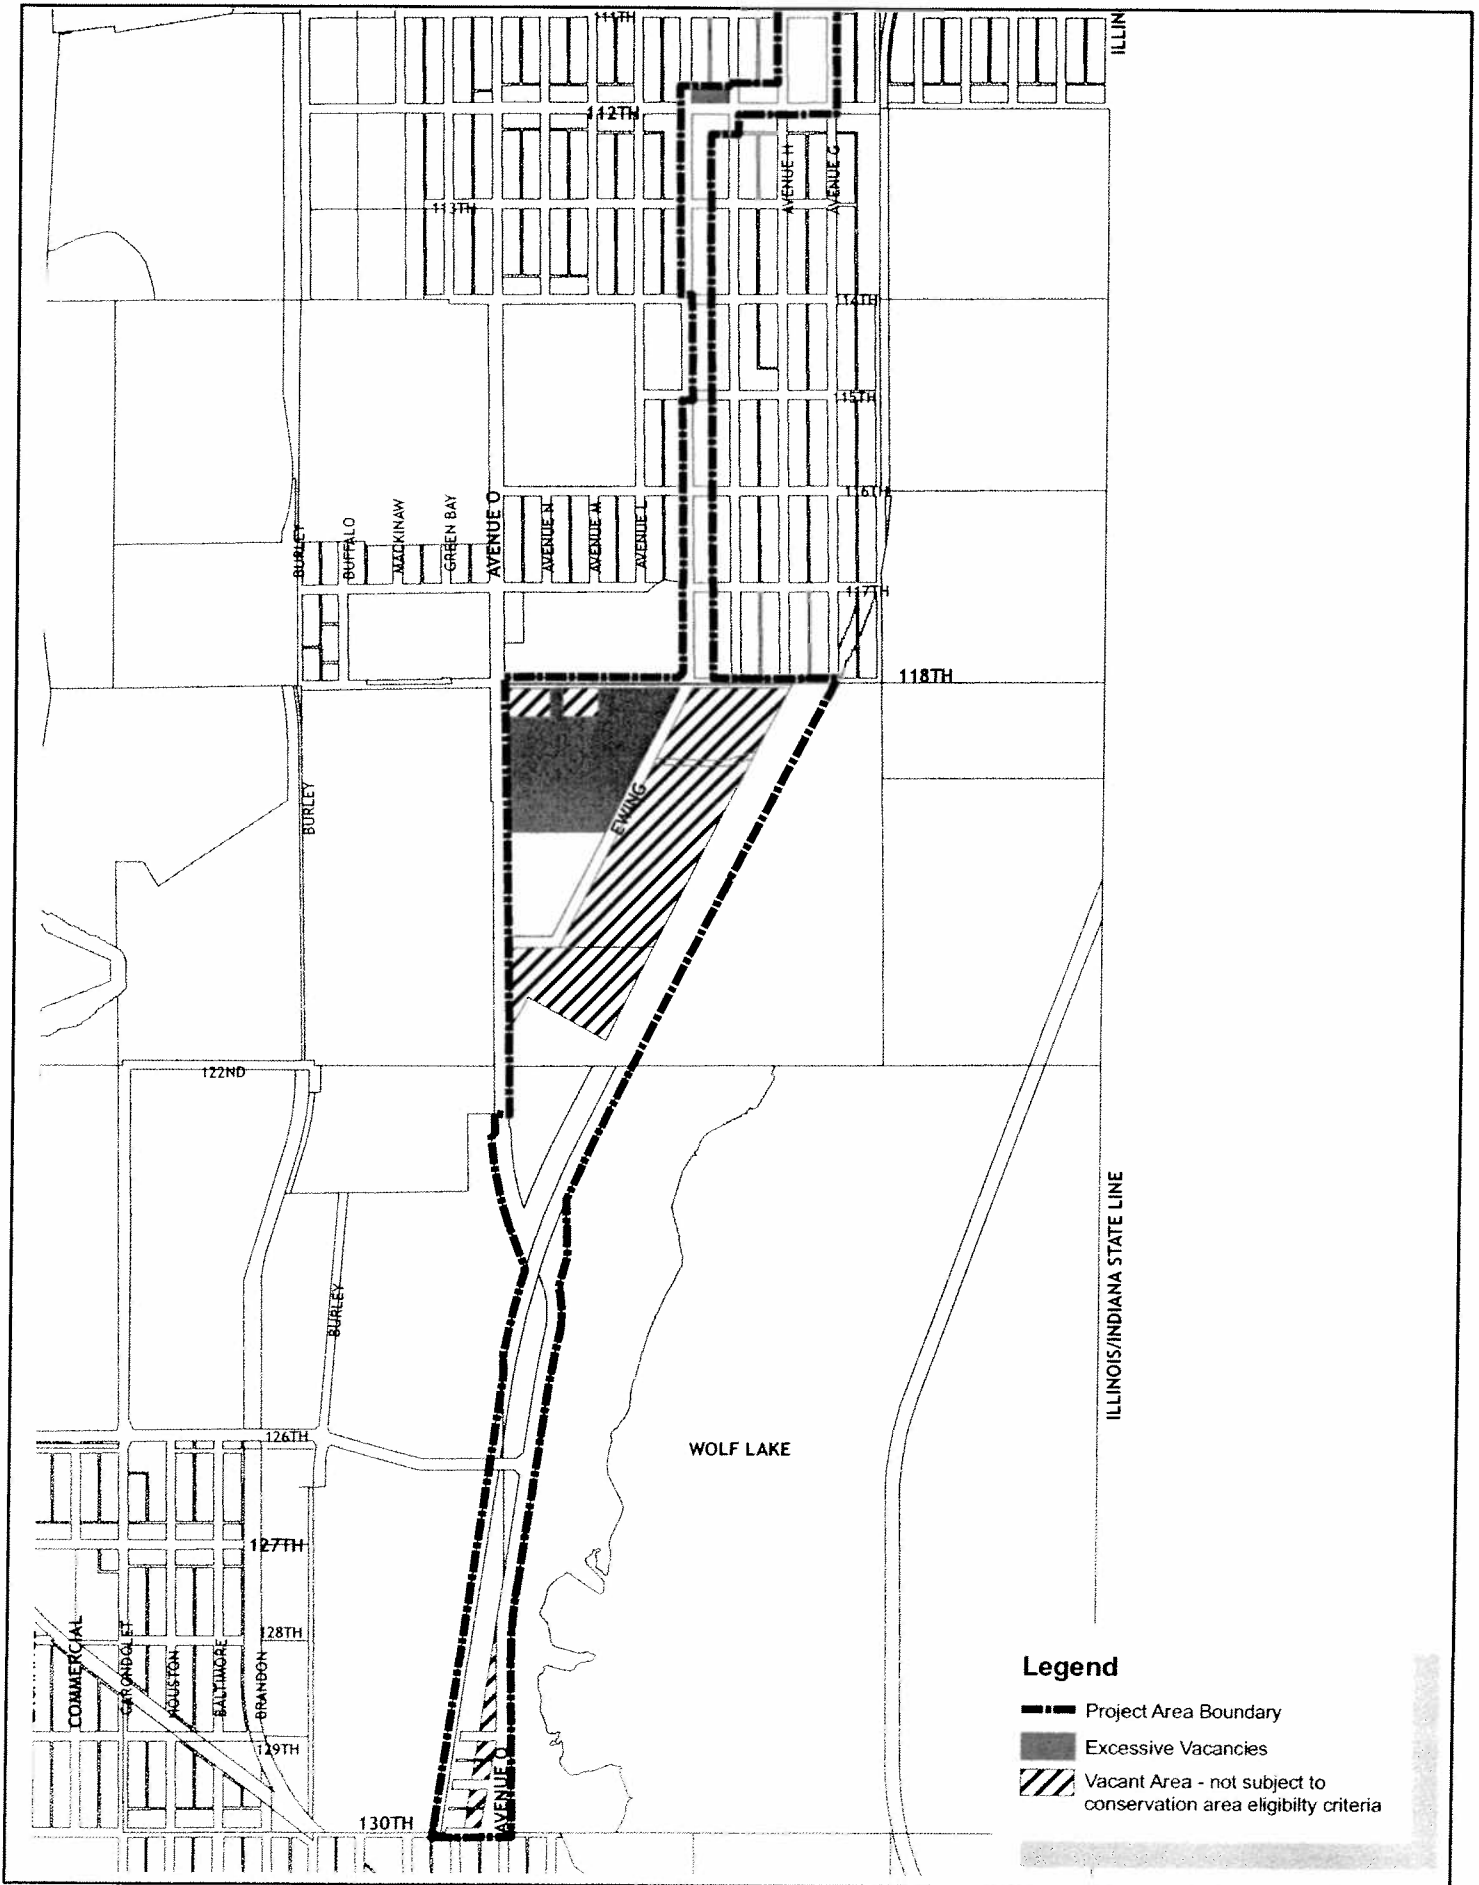 111TH
ILLIN
112TH
AVENUE H
AVENUE G
113TH
114TH
115TH
116TH
BURLEY
BUFFALO
MACKINAW
GREEN BAY
AVENUE O
AVENUE N
AVENUE M
AVENUE L
117TH
118TH
BURLEY
EWING
122ND
BURLEY
ILLINOIS/INDIANA STATE LINE
126TH
WOLF LAKE
127TH
128TH
COMMERCIAL
CARONDOLET
HOUSTON
BALTIMORE
BRANDON
129TH
AVENUE O
130TH
Legend
Project Area Boundary
Excessive Vacancies
Vacant Area - not subject to
conservation area eligibilty criteria